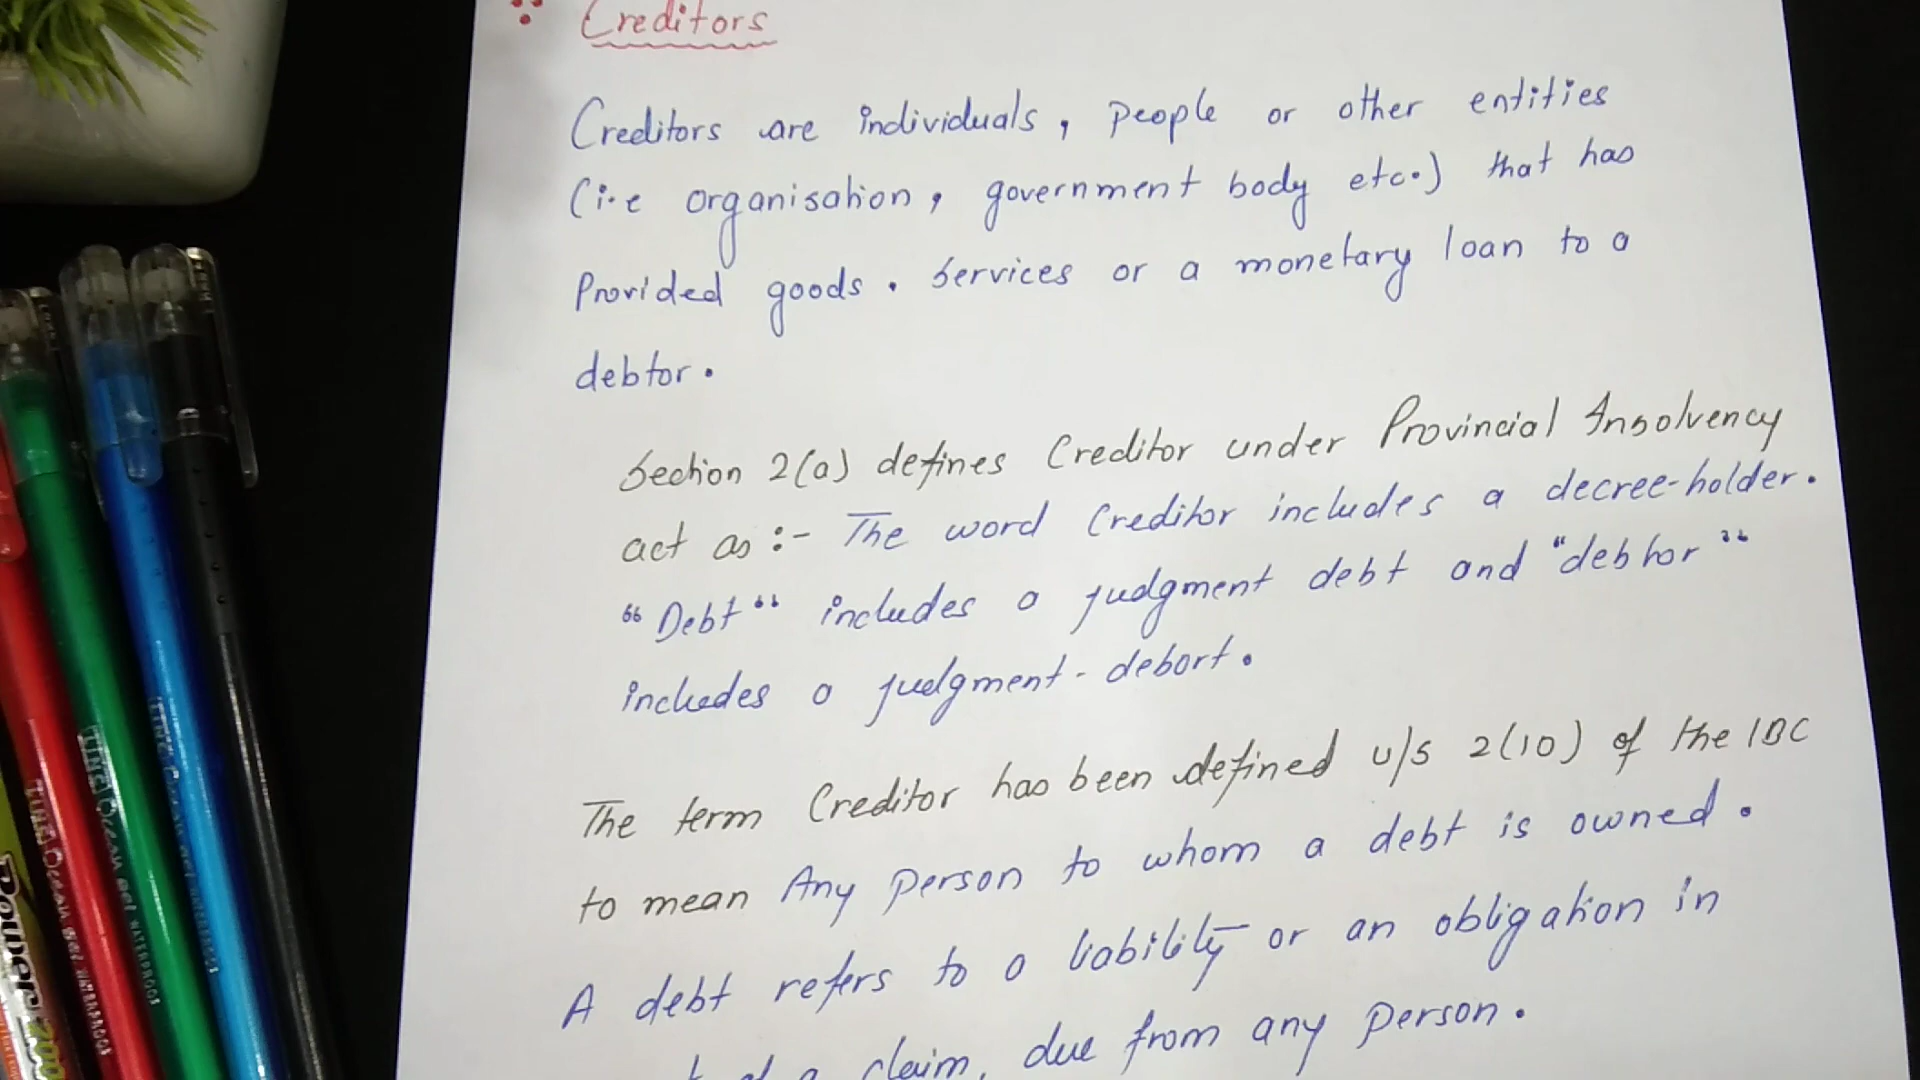 Creditors
Creditors are individuals, people or other entities
(i.e organisation, government body etc.) that has
Provided goods. Services or a monetary loan to a
debtor.
Section 2(a) defines Creditor under Provincial Insolvency
act as :- The word Creditor includes a decree-holder.
"Debt" includes a judgment debt and "debtor"
includes a judgment-debort.
The term Creditor has been defined u/s 2(10) of the IBC
to mean Any person to whom a debt is owned.
A debt refers to a liability or an obligation in
a claim, due from any person.